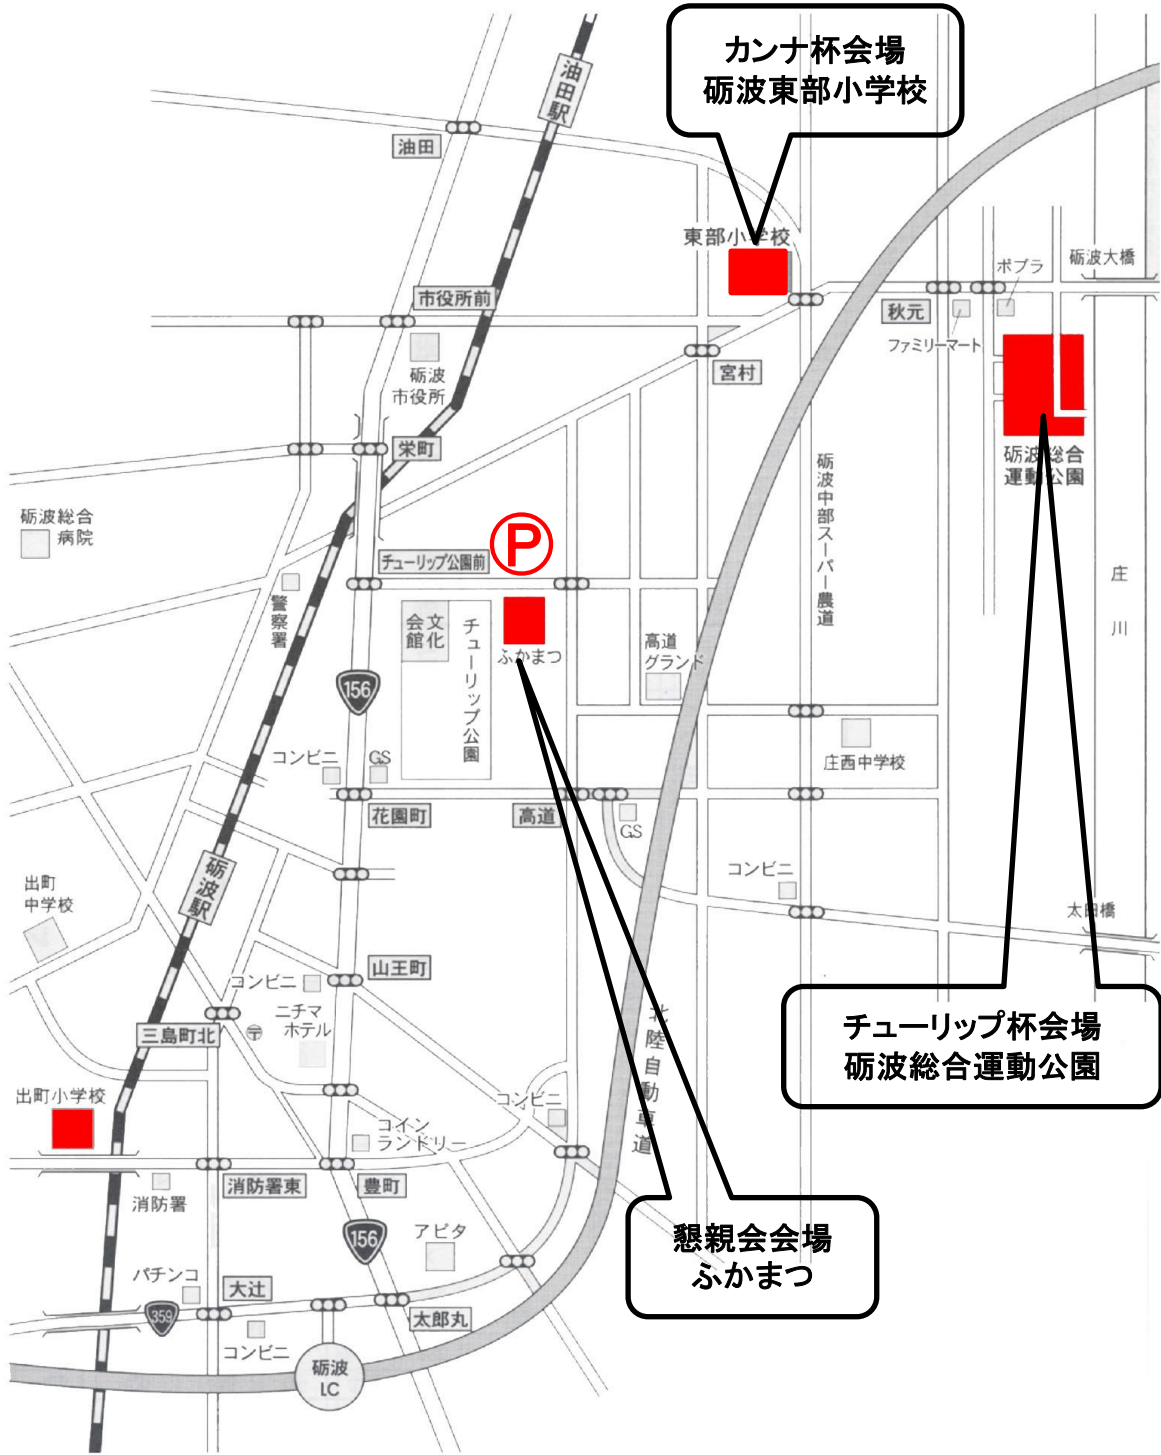 カンナ杯会場
砺波東部小学校
油田駅
油田
東部小学校
ポプラ
砺波大橋
市役所前
秋元
ファミリーマート
砺波
市役所
宮村
栄町
砺波総合
運動公園
砺波中部スーパー農道
砺波総合
病院
P
チューリップ公園前
警察署
文化
会館
チューリップ公園
ふかまつ
高道
グランド
庄川
156
コンビニ
GS
庄西中学校
花園町
高道
GS
コンビニ
砺波駅
出町
中学校
太田橋
山王町
コンビニ
ニチマ
ホテル
三島町北
〒
北陸自動車道
チューリップ杯会場
砺波総合運動公園
出町小学校
コンビニ
コイン
ランドリー
消防署
消防署東
豊町
156
アピタ
懇親会会場
ふかまつ
パチンコ
大辻
359
コンビニ
太郎丸
砺波
I.C